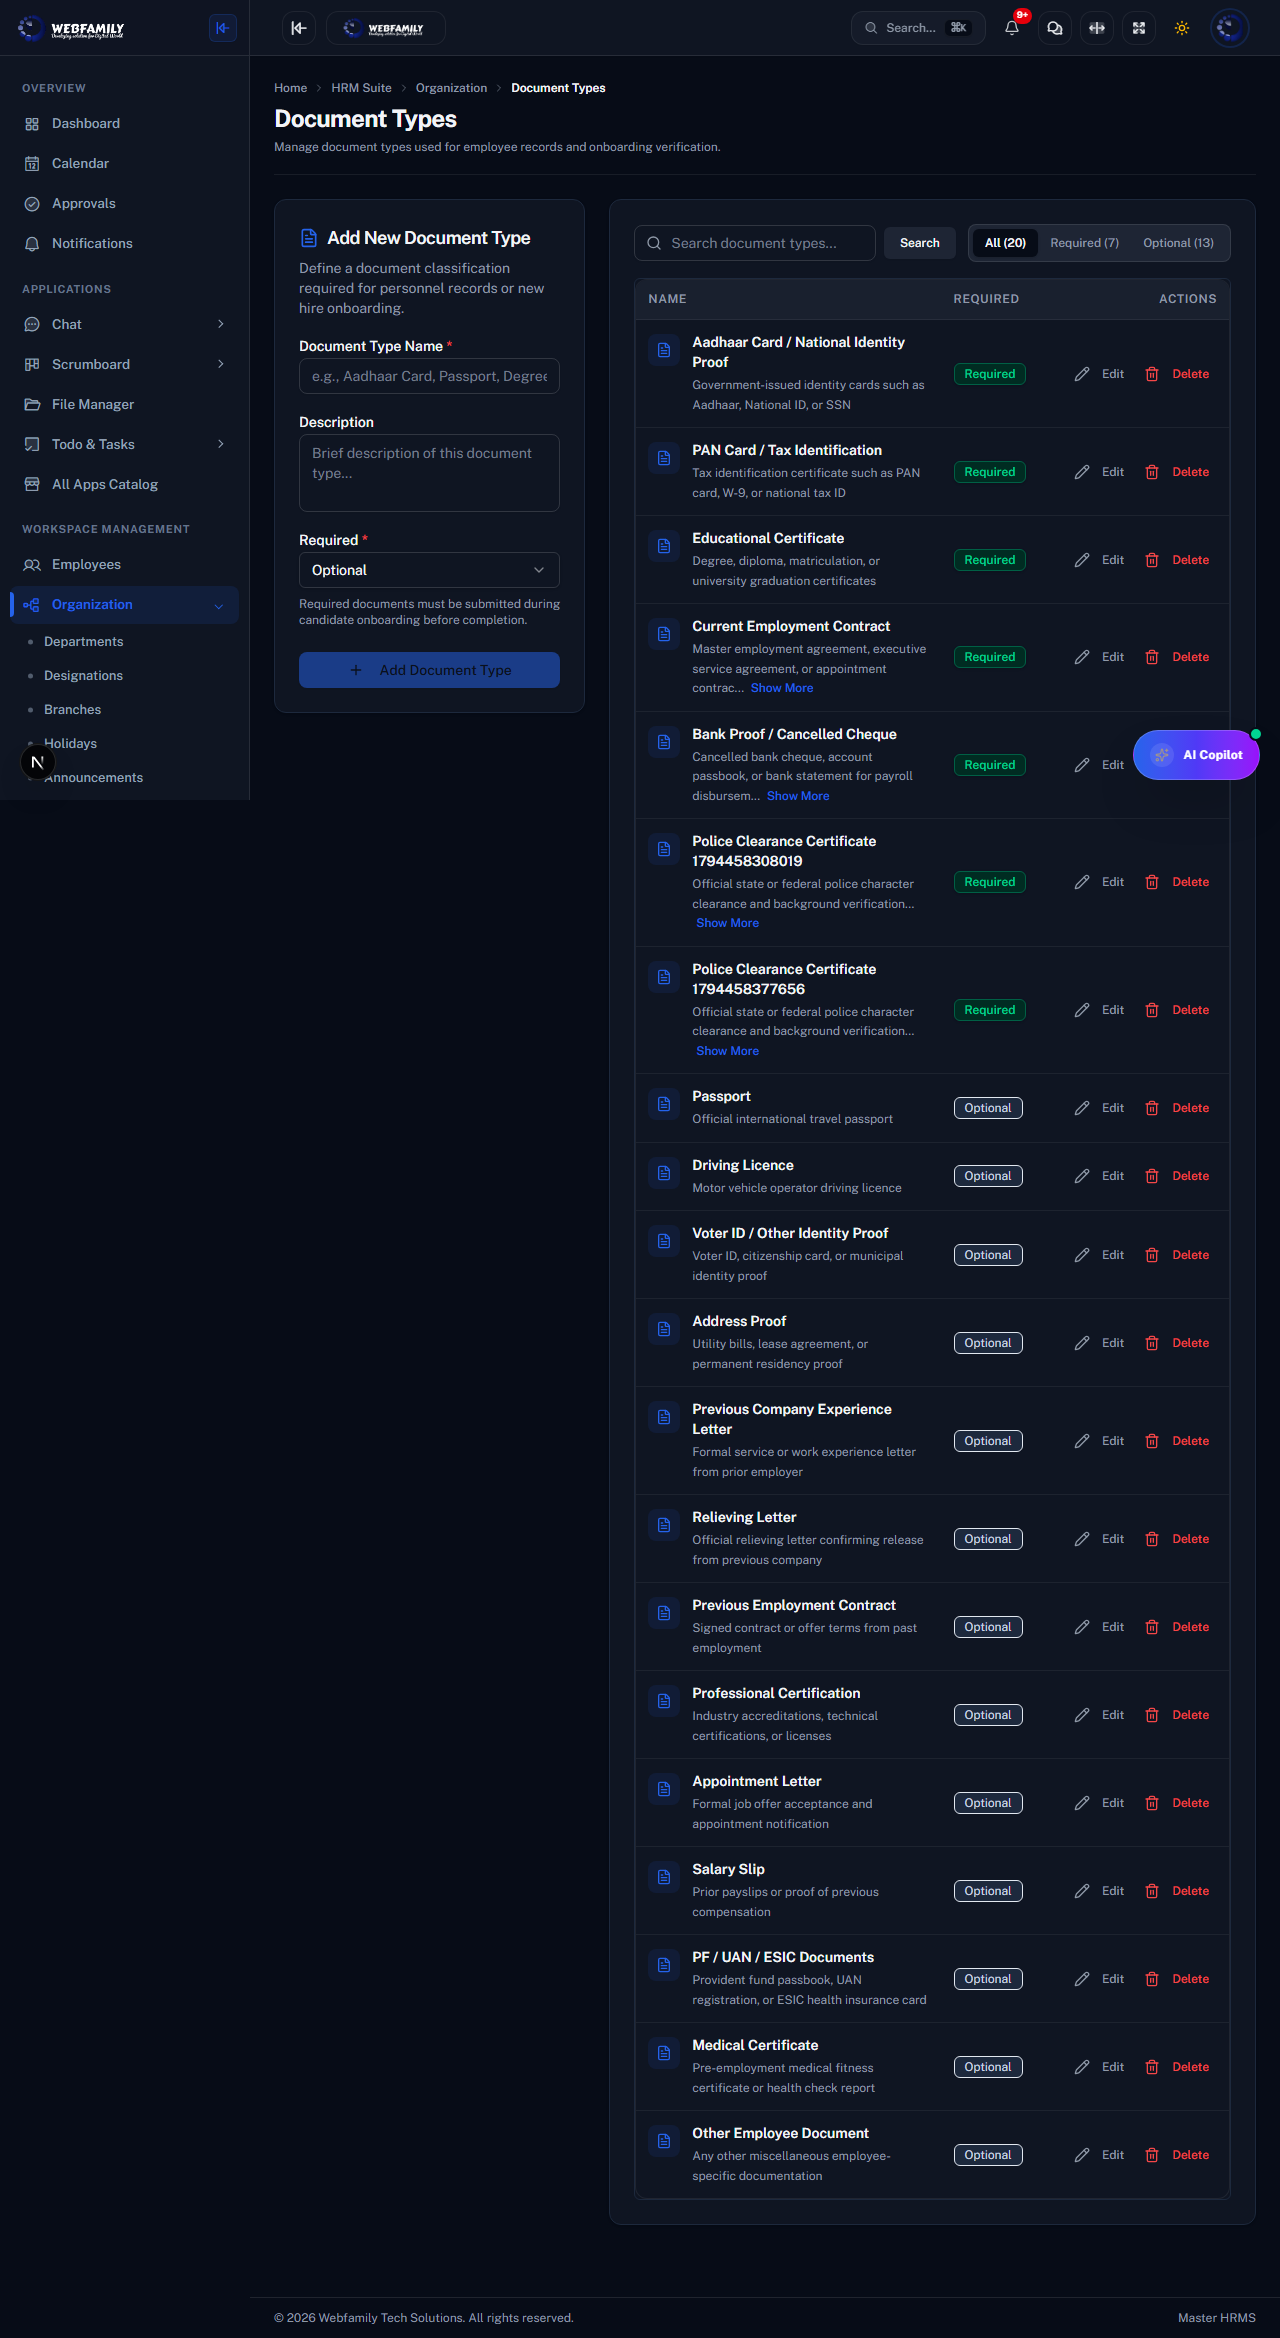 WEBFAMILY
WEBFAMILY
Search...
⌘K
9+
OVERVIEW
Dashboard
Calendar
Approvals
Notifications
APPLICATIONS
Chat
Scrumboard
File Manager
Todo & Tasks
All Apps Catalog
WORKSPACE MANAGEMENT
Employees
Organization
Departments
Designations
Branches
Holidays
Announcements
N
Home
HRM Suite
Organization
Document Types
Document Types
Manage document types used for employee records and onboarding verification.
Add New Document Type
Define a document classification
required for personnel records or new
hire onboarding.
Document Type Name *
e.g., Aadhaar Card, Passport, Degree
Description
Brief description of this document
type...
Required *
Optional
Required documents must be submitted during
candidate onboarding before completion.
Add Document Type
Search document types...
Search
All (20)
Required (7)
Optional (13)
NAME
REQUIRED
ACTIONS
Aadhaar Card / National Identity
Proof
Government-issued identity cards such as
Aadhaar, National ID, or SSN
Required
Edit
Delete
PAN Card / Tax Identification
Tax identification certificate such as PAN
card, W-9, or national tax ID
Required
Edit
Delete
Educational Certificate
Degree, diploma, matriculation, or
university graduation certificates
Required
Edit
Delete
Current Employment Contract
Master employment agreement, executive
service agreement, or appointment
contrac... Show More
Required
Edit
Delete
Bank Proof / Cancelled Cheque
Cancelled bank cheque, account
passbook, or bank statement for payroll
disbursem... Show More
Required
Edit
AI Copilot
Police Clearance Certificate
1794458308019
Official state or federal police character
clearance and background verification...
Show More
Required
Edit
Delete
Police Clearance Certificate
1794458377656
Official state or federal police character
clearance and background verification...
Show More
Required
Edit
Delete
Passport
Official international travel passport
Optional
Edit
Delete
Driving Licence
Motor vehicle operator driving licence
Optional
Edit
Delete
Voter ID / Other Identity Proof
Voter ID, citizenship card, or municipal
identity proof
Optional
Edit
Delete
Address Proof
Utility bills, lease agreement, or
permanent residency proof
Optional
Edit
Delete
Previous Company Experience
Letter
Formal service or work experience letter
from prior employer
Optional
Edit
Delete
Relieving Letter
Official relieving letter confirming release
from previous company
Optional
Edit
Delete
Previous Employment Contract
Signed contract or offer terms from past
employment
Optional
Edit
Delete
Professional Certification
Industry accreditations, technical
certifications, or licenses
Optional
Edit
Delete
Appointment Letter
Formal job offer acceptance and
appointment notification
Optional
Edit
Delete
Salary Slip
Prior payslips or proof of previous
compensation
Optional
Edit
Delete
PF / UAN / ESIC Documents
Provident fund passbook, UAN
registration, or ESIC health insurance card
Optional
Edit
Delete
Medical Certificate
Pre-employment medical fitness
certificate or health check report
Optional
Edit
Delete
Other Employee Document
Any other miscellaneous employee-
specific documentation
Optional
Edit
Delete
© 2026 Webfamily Tech Solutions. All rights reserved.
Master HRMS